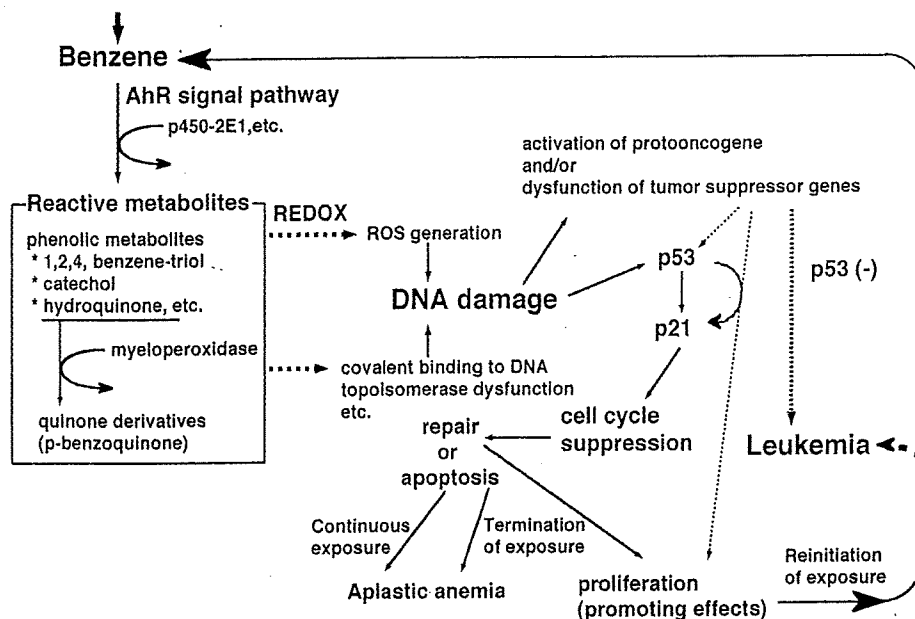 Benzene
AhR signal pathway
p450-2E1,etc.
activation of protooncogene
and/or
dysfunction of tumor suppressor genes
Reactive metabolites
REDOX
phenolic metabolites
* 1,2,4, benzene-triol
* catechol
* hydroquinone, etc.
ROS generation
p53
p53 (-)
DNA damage
p21
myeloperoxidase
covalent binding to DNA
topoisomerase dysfunction
etc.
quinone derivatives
(p-benzoquinone)
cell cycle
suppression
repair
or
apoptosis
Leukemia
Continuous
exposure
Termination
of exposure
Aplastic anemia
proliferation
(promoting effects)
Reinitiation
of exposure